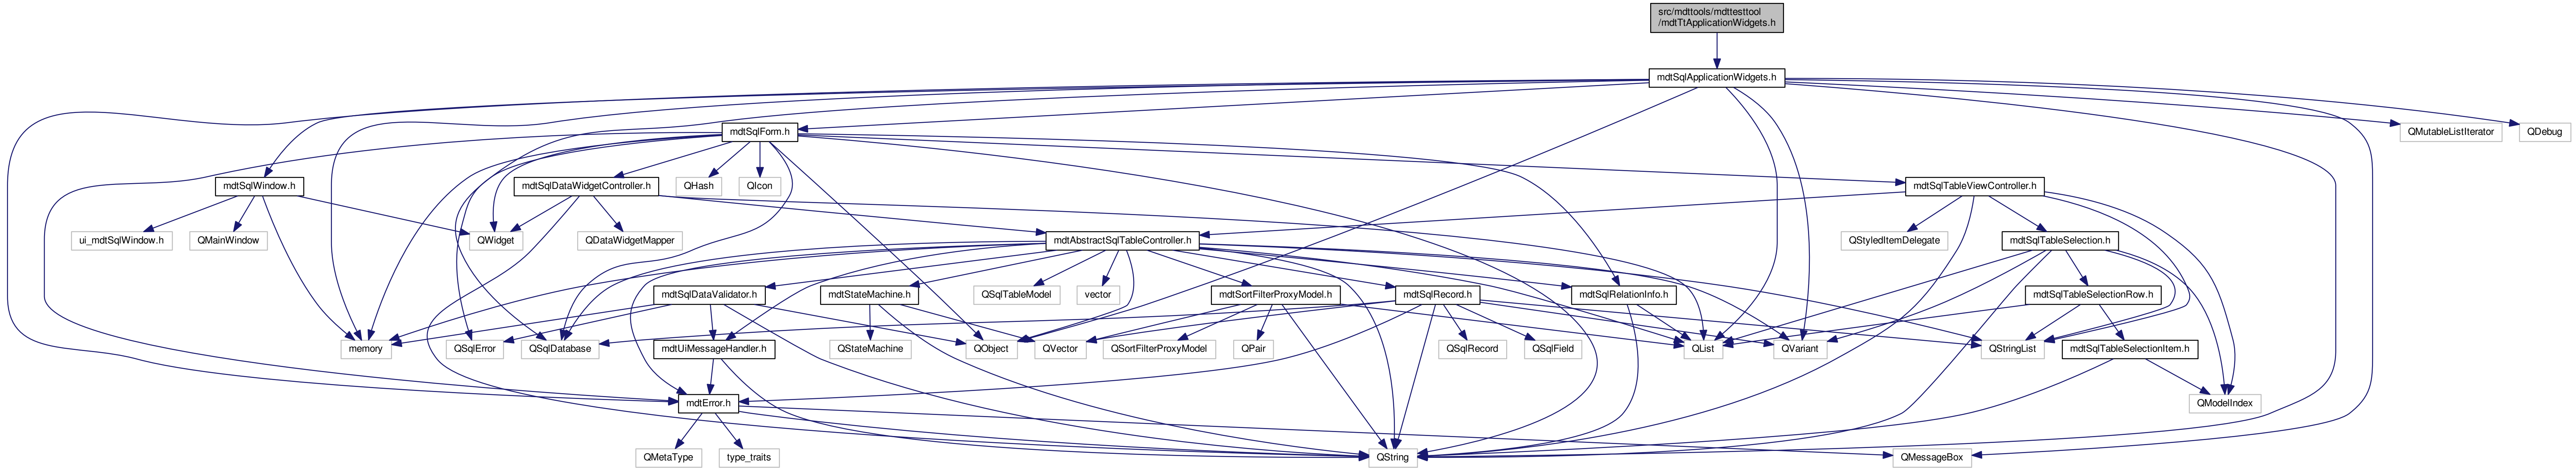 src/mdttools/mdttesttool
/mdtTtApplicationWidgets.h
mdtSqlApplicationWidgets.h
mdtSqlForm.h
QMutableListIterator
QDebug
mdtSqlWindow.h
mdtSqlDataWidgetController.h
QHash
QIcon
mdtSqlTableViewController.h
ui_mdtSqlWindow.h
QMainWindow
QWidget
QDataWidgetMapper
mdtAbstractSqlTableController.h
QStyledItemDelegate
mdtSqlTableSelection.h
mdtSqlDataValidator.h
mdtStateMachine.h
QSqlTableModel
vector
mdtSortFilterProxyModel.h
mdtSqlRecord.h
mdtSqlRelationInfo.h
mdtSqlTableSelectionRow.h
memory
QSqlError
QSqlDatabase
mdtUiMessageHandler.h
QStateMachine
QObject
QVector
QSortFilterProxyModel
QPair
QSqlRecord
QSqlField
QList
QVariant
QStringList
mdtSqlTableSelectionItem.h
mdtError.h
QModelIndex
QMetaType
type_traits
QString
QMessageBox